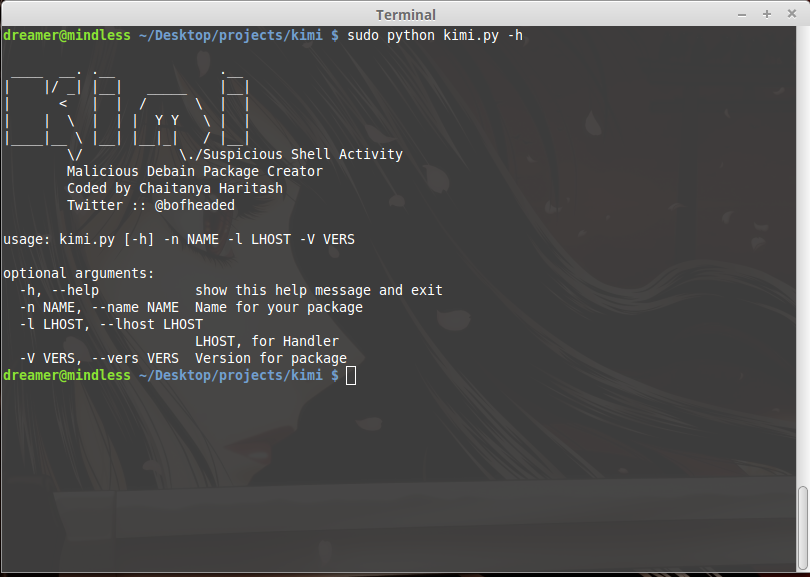 Terminal
dreamer@mindless ~/Desktop/projects/kimi $ sudo python kimi.py -h
Kimi
./Suspicious Shell Activity
Malicious Debain Package Creator
Coded by Chaitanya Haritash
Twitter :: @bofheaded
usage: kimi.py [-h] -n NAME -l LHOST -V VERS
optional arguments:
-h, --help show this help message and exit
-n NAME, --name NAME Name for your package
-l LHOST, --lhost LHOST
LHOST, for Handler
-V VERS, --vers VERS Version for package
dreamer@mindless ~/Desktop/projects/kimi $